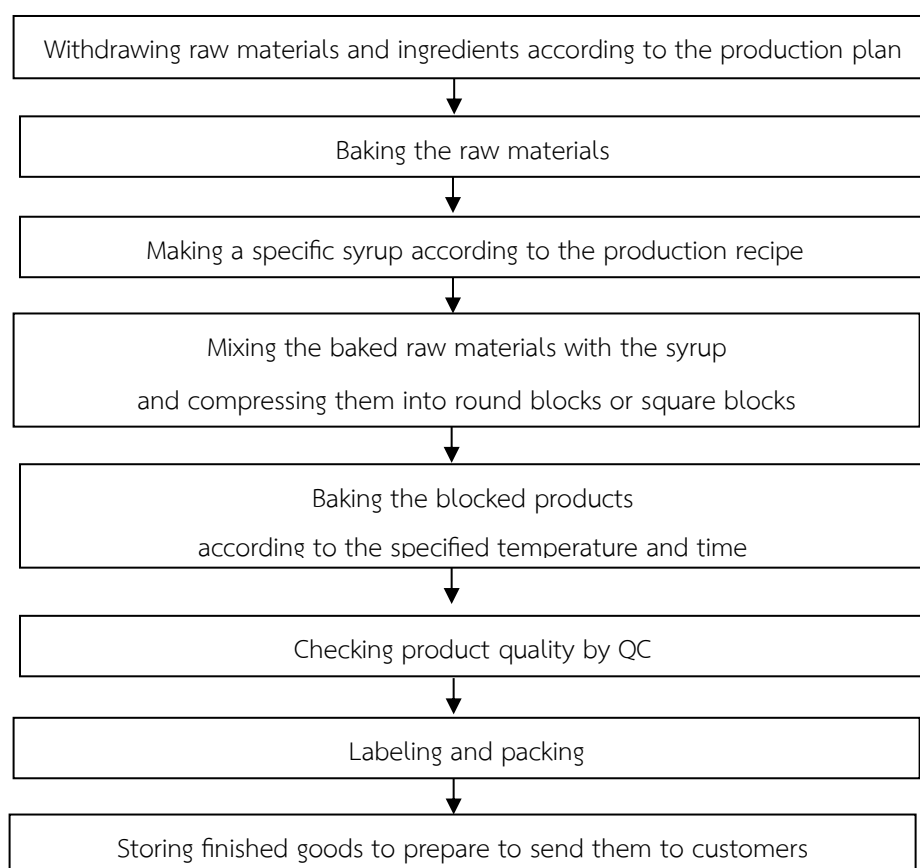 Withdrawing raw materials and ingredients according to the production plan
Baking the raw materials
Making a specific syrup according to the production recipe
Mixing the baked raw materials with the syrup
and compressing them into round blocks or square blocks
Baking the blocked products
according to the specified temperature and time
Checking product quality by QC
Labeling and packing
Storing finished goods to prepare to send them to customers